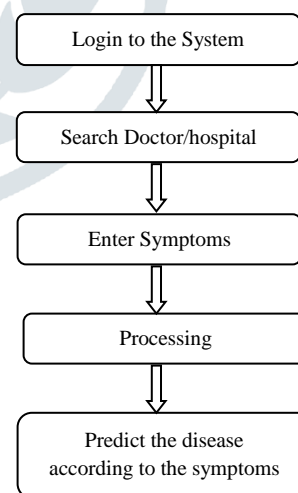 Login to the System
Search Doctor/hospital
Enter Symptoms
Processing
Predict the disease
according to the symptoms